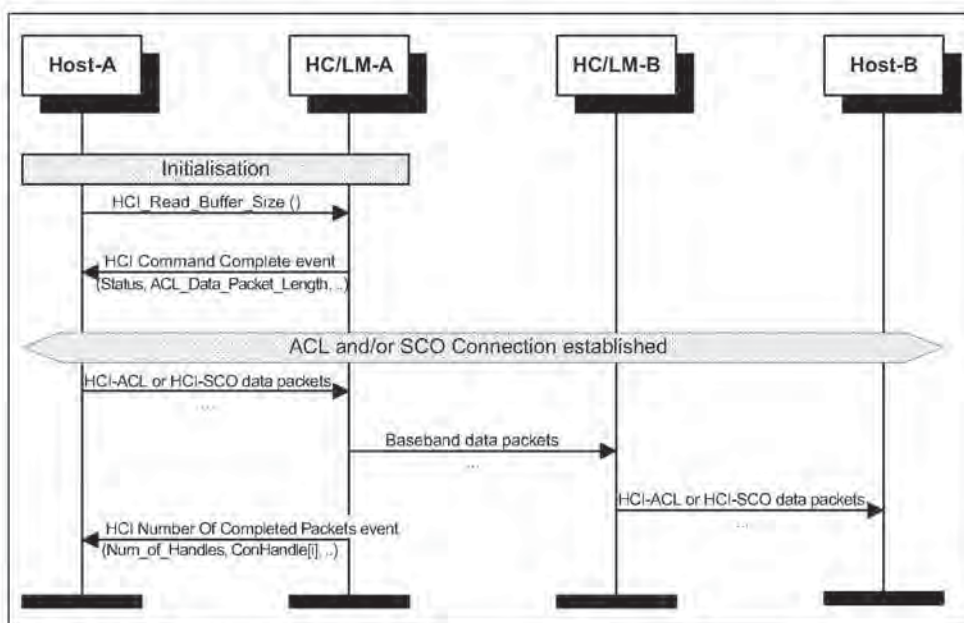 Host-A
HC/LM-A
HC/LM-B
Host-B
Initialisation
HCI_Read_Buffer_Size ()
HCI Command Complete event
(Status, ACL_Data_Packet_Length, ..)
ACL and/or SCO Connection established
HCI-ACL or HCI-SCO data packets
....
Baseband data packets
...
HCI-ACL or HCI-SCO data packets
....
HCI Number Of Completed Packets event
(Num_of_Handles, ConHandle[i], ..)